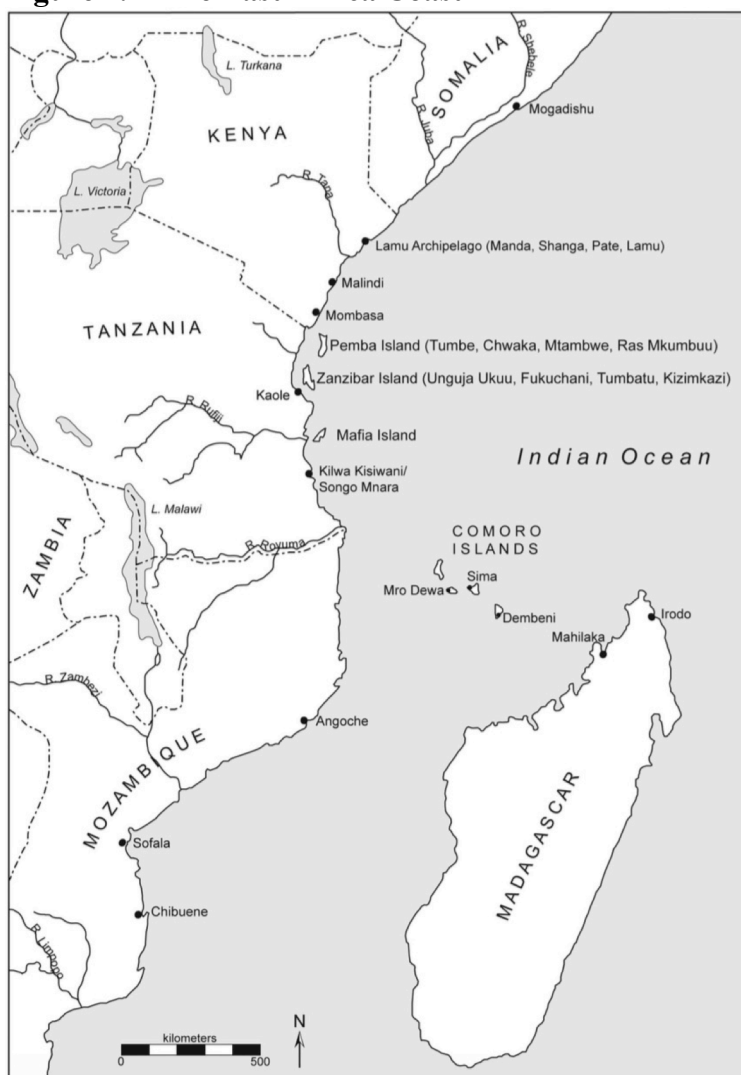 L. Turkana
SOMALIA
R. Shebele
R. Juba
Mogadishu
KENYA
L. Victoria
R. Tana
Lamu Archipelago (Manda, Shanga, Pate, Lamu)
Malindi
Mombasa
TANZANIA
Pemba Island (Tumbe, Chwaka, Mtambwe, Ras Mkumbuu)
Zanzibar Island (Unguja Ukuu, Fukuchani, Tumbatu, Kizimkazi)
Kaole
R. Rufiji
Mafia Island
Indian Ocean
Kilwa Kisiwani/
Songo Mnara
L. Malawi
ZAMBIA
R. Rovuma
COMORO
ISLANDS
Sima
Mro Dewa
Dembeni
Irodo
Mahilaka
R. Zambezi
Angoche
MOZAMBIQUE
MADAGASCAR
Sofala
Chibuene
R. Limpopo
kilometers
0
500
N